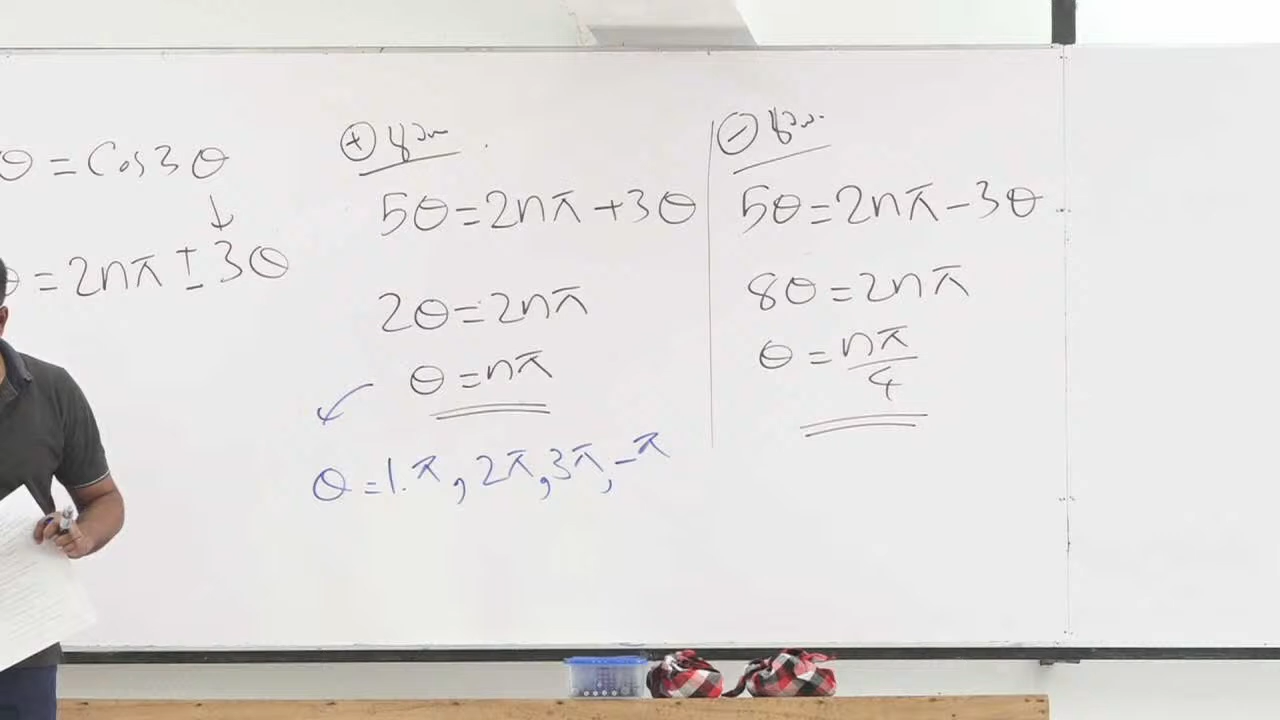 θ = Cos3θ
θ = 2nπ ± 3θ
(+)
5θ = 2nπ + 3θ
2θ = 2nπ
θ = nπ
θ = 1.π, 2π, 3π, -π
(-)
5θ = 2nπ - 3θ
8θ = 2nπ
θ = nπ/4